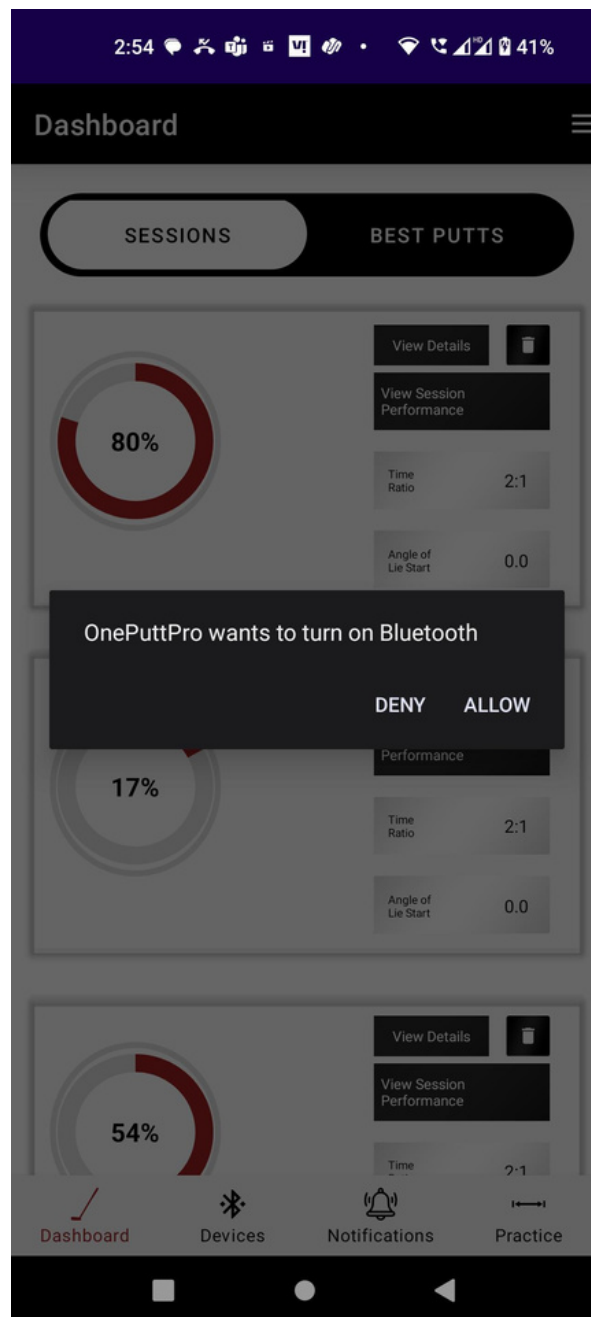 2:54 HD 41%
Dashboard
SESSIONS BEST PUTTS
View Details
View Session
Performance
80%
Time
Ratio 2:1
Angle of
Lie Start 0.0
OnePuttPro wants to turn on Bluetooth
DENY ALLOW
Performance
17%
Time
Ratio 2:1
Angle of
Lie Start 0.0
View Details
View Session
Performance
54%
Time
2:1
Dashboard Devices Notifications Practice